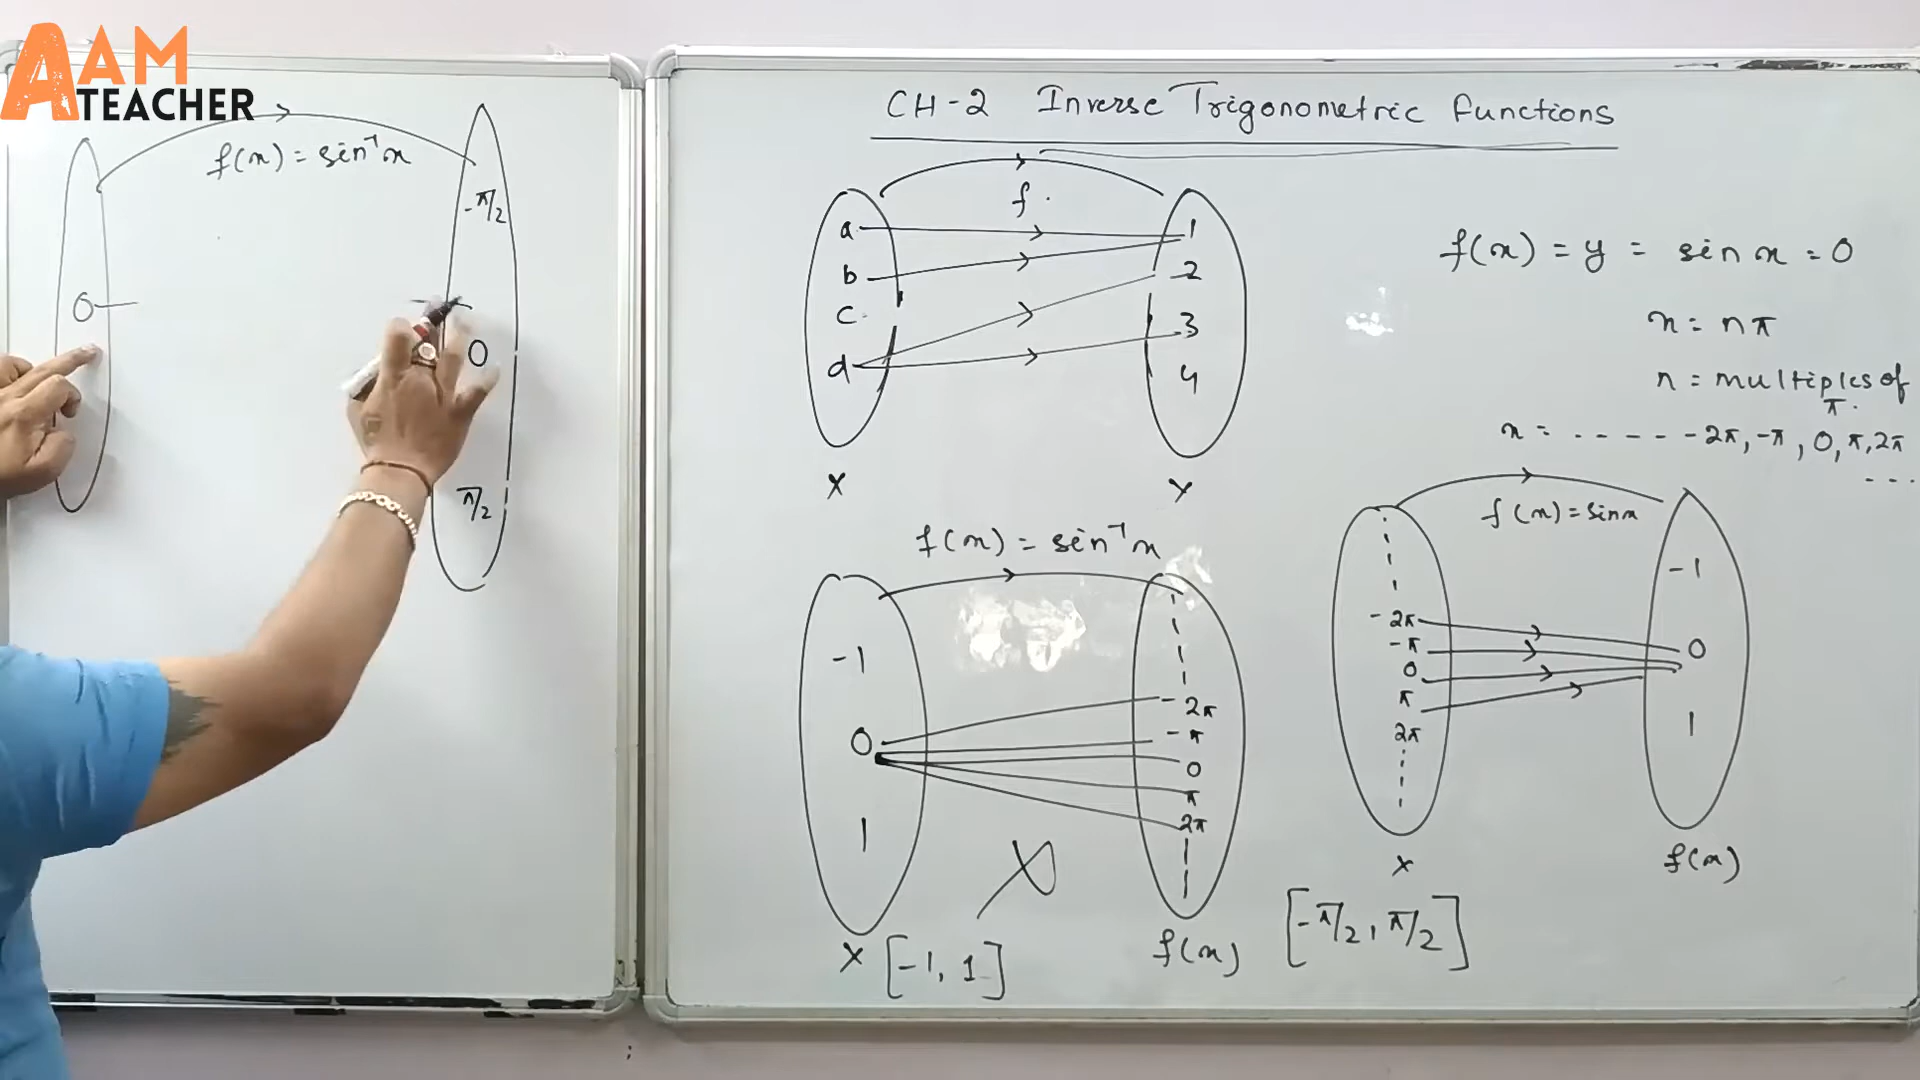 AAM
TEACHER
f(x) = sin⁻¹x
-π/2
0
0
π/2
CH-2 Inverse Trigonometric Functions
f
a
b
c
d
1
2
3
4
X
Y
f(x) = y = sin x = 0
x = nπ
x = multiples of
π.
x = - - - - - 2π, -π, 0, π, 2π
- - -
f(x) = sin⁻¹x
-1
0
1
- 2π
- π
0
π
2π
X [-1, 1]
f(x) [-π/2, π/2]
f(x) = sinx
- 2π
- π
0
π
2π
-1
0
1
X
f(x)